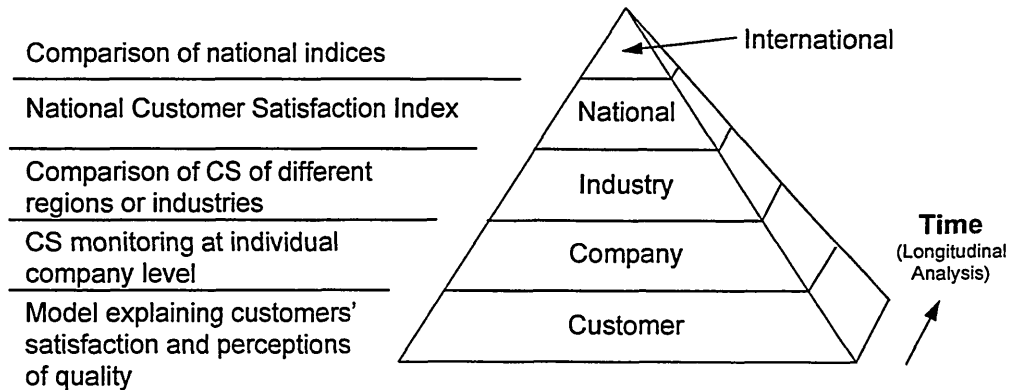 Comparison of national indices
International
National Customer Satisfaction Index
National
Comparison of CS of different
regions or industries
Industry
CS monitoring at individual
company level
Company
Model explaining customers'
satisfaction and perceptions
of quality
Customer
Time
(Longitudinal
Analysis)